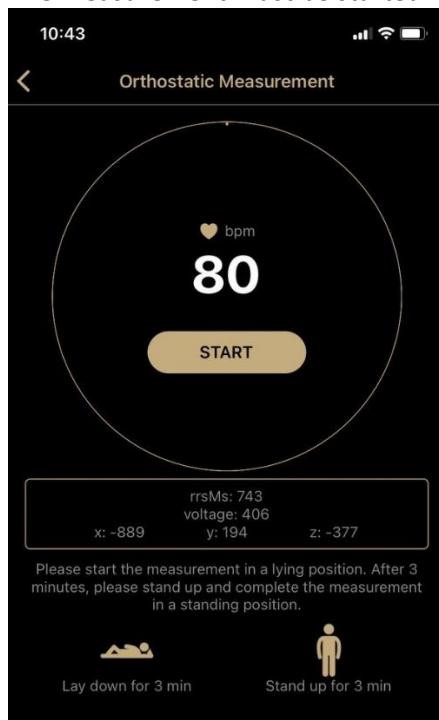 10:43
Orthostatic Measurement
bpm
80
START
rrsMs: 743
voltage: 406
x: -889 y: 194 z: -377
Please start the measurement in a lying position. After 3
minutes, please stand up and complete the measurement
in a standing position.
Lay down for 3 min Stand up for 3 min